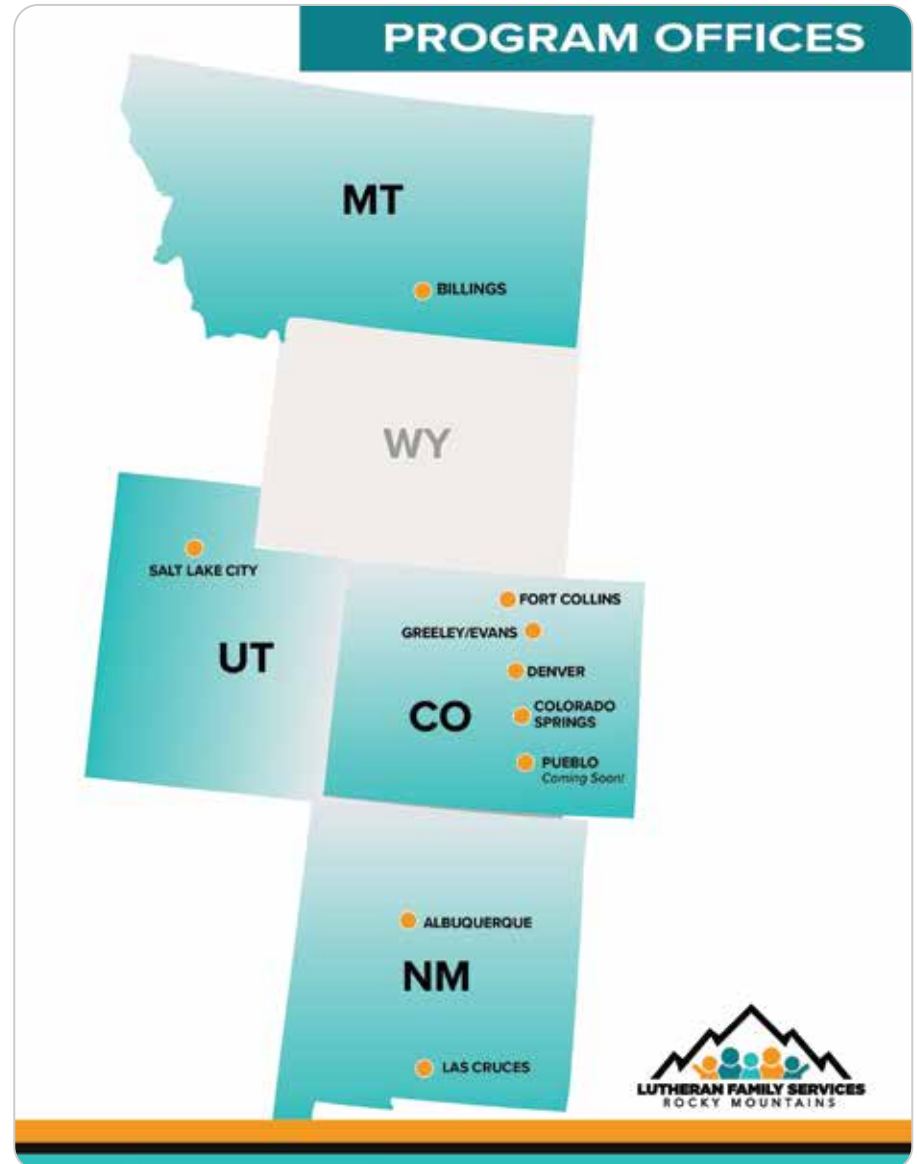 PROGRAM OFFICES
MT
BILLINGS
WY
SALT LAKE CITY
UT
FORT COLLINS
GREELEY/EVANS
DENVER
CO
COLORADO
SPRINGS
PUEBLO
Coming Soon!
ALBUQUERQUE
NM
LAS CRUCES
LUTHERAN FAMILY SERVICES
ROCKY MOUNTAINS